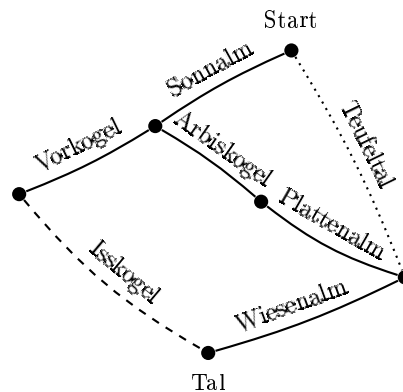 Start
Sonnalm
Vorkogel
Arbiskogel
Teufeltal
Plattenalm
Isskogel
Wiesenalm
Tal